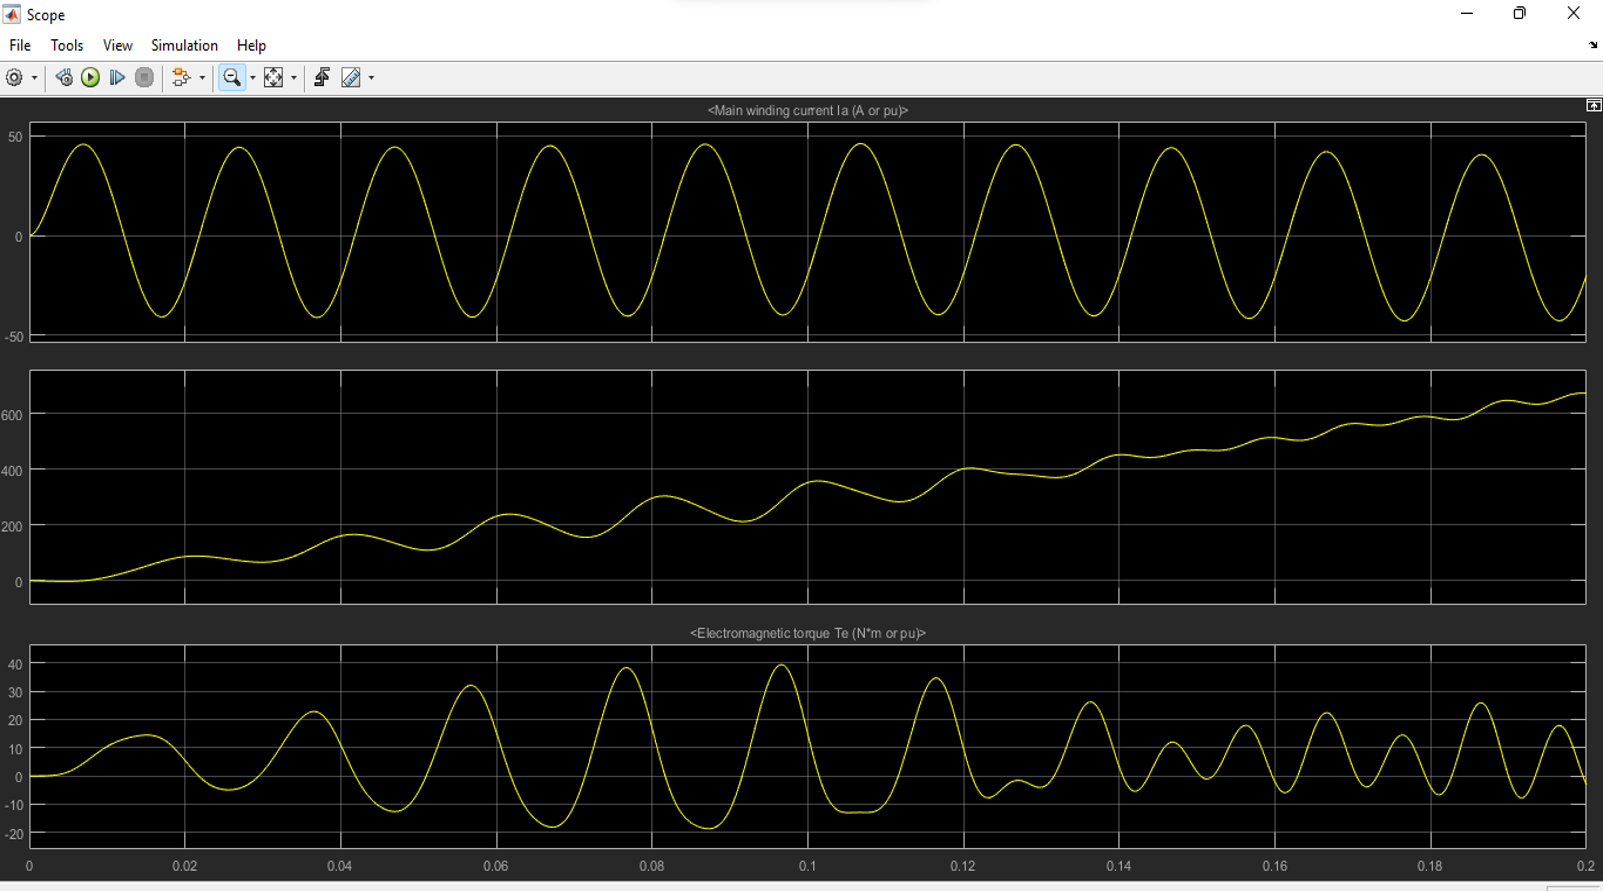 Scope
File Tools View Simulation Help
<Main winding current Ia (A or pu)>
50
0
-50
600
400
200
0
<Electromagnetic torque Te (N*m or pu)>
40
30
20
10
0
-10
-20
0 0.02 0.04 0.06 0.08 0.1 0.12 0.14 0.16 0.18 0.2